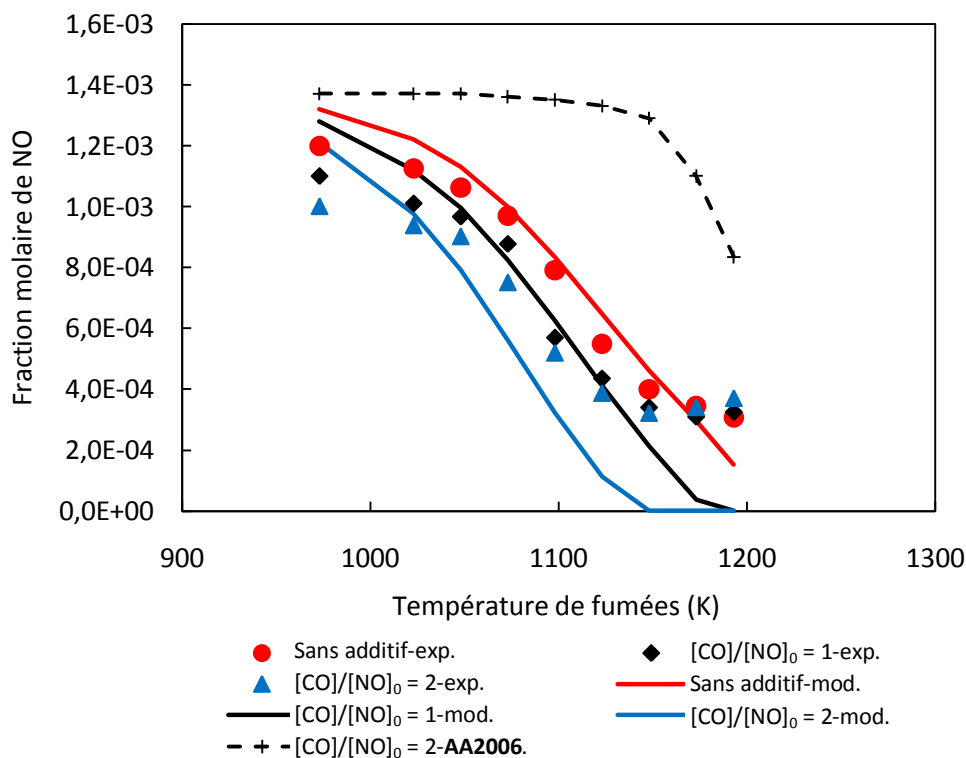 1,6E-03
1,4E-03
1,2E-03
1,0E-03
8,0E-04
6,0E-04
4,0E-04
2,0E-04
0,0E+00
Fraction molaire de NO
900 1000 1100 1200 1300
Température de fumées (K)
Sans additif-exp. [CO]/[NO]₀ = 1-exp.
[CO]/[NO]₀ = 2-exp. Sans additif-mod.
[CO]/[NO]₀ = 1-mod. [CO]/[NO]₀ = 2-mod.
[CO]/[NO]₀ = 2-AA2006.